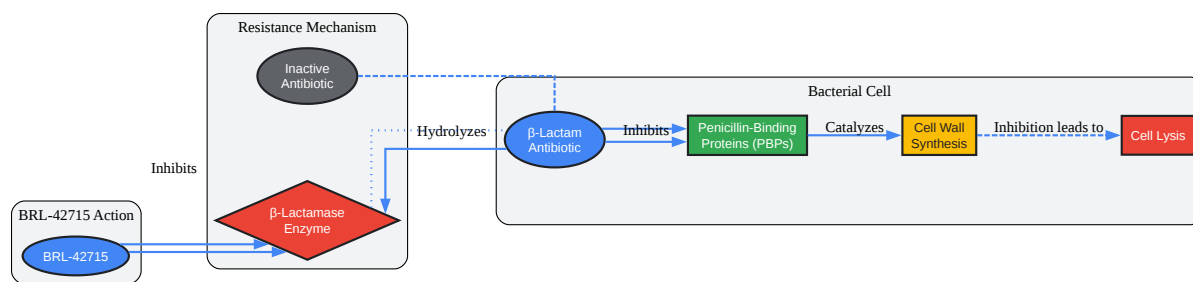 Resistance Mechanism
Inactive
Antibiotic
Bacterial Cell
Hydrolyzes
β-Lactam
Antibiotic
Inhibits
Penicillin-Binding
Proteins (PBPs)
Catalyzes
Cell Wall
Synthesis
Inhibition leads to
Cell Lysis
Inhibits
BRL-42715 Action
BRL-42715
β-Lactamase
Enzyme